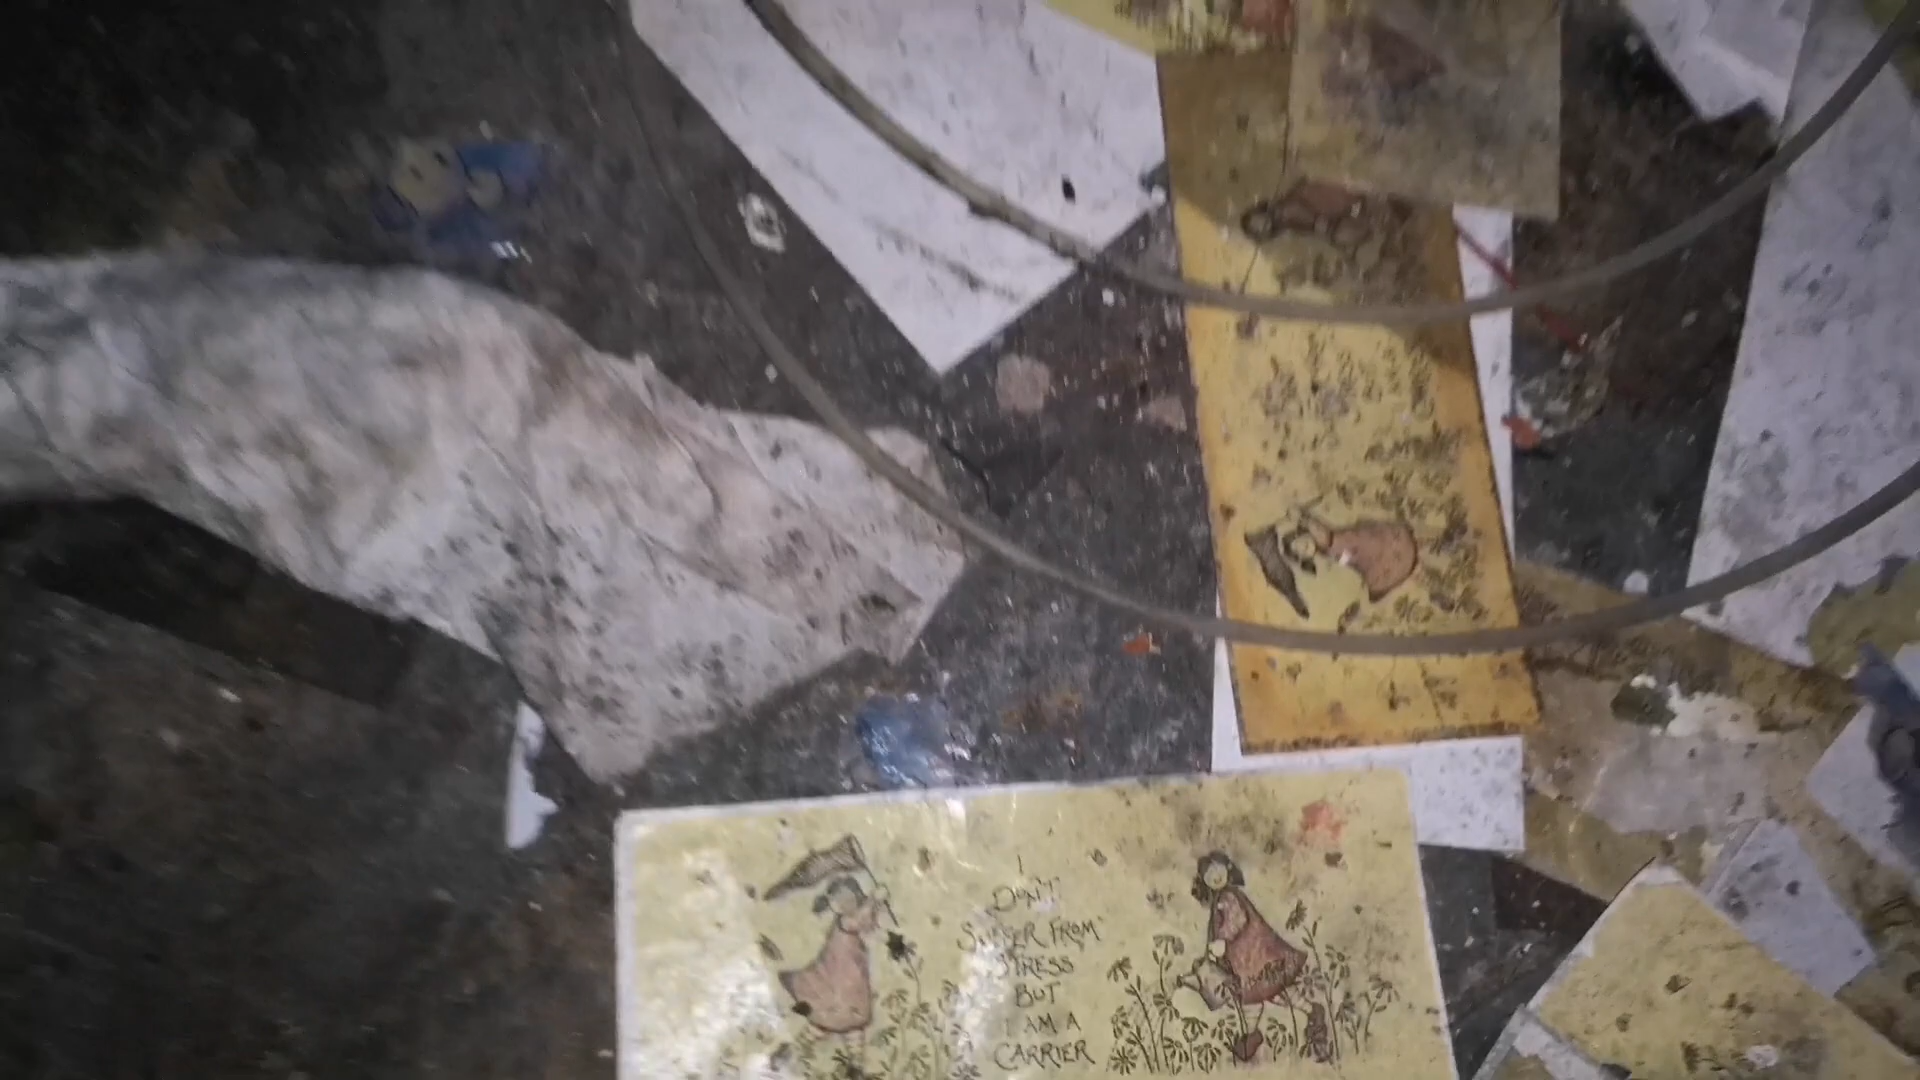 I
DON'T
SUFFER FROM
STRESS
BUT
I AM A
CARRIER